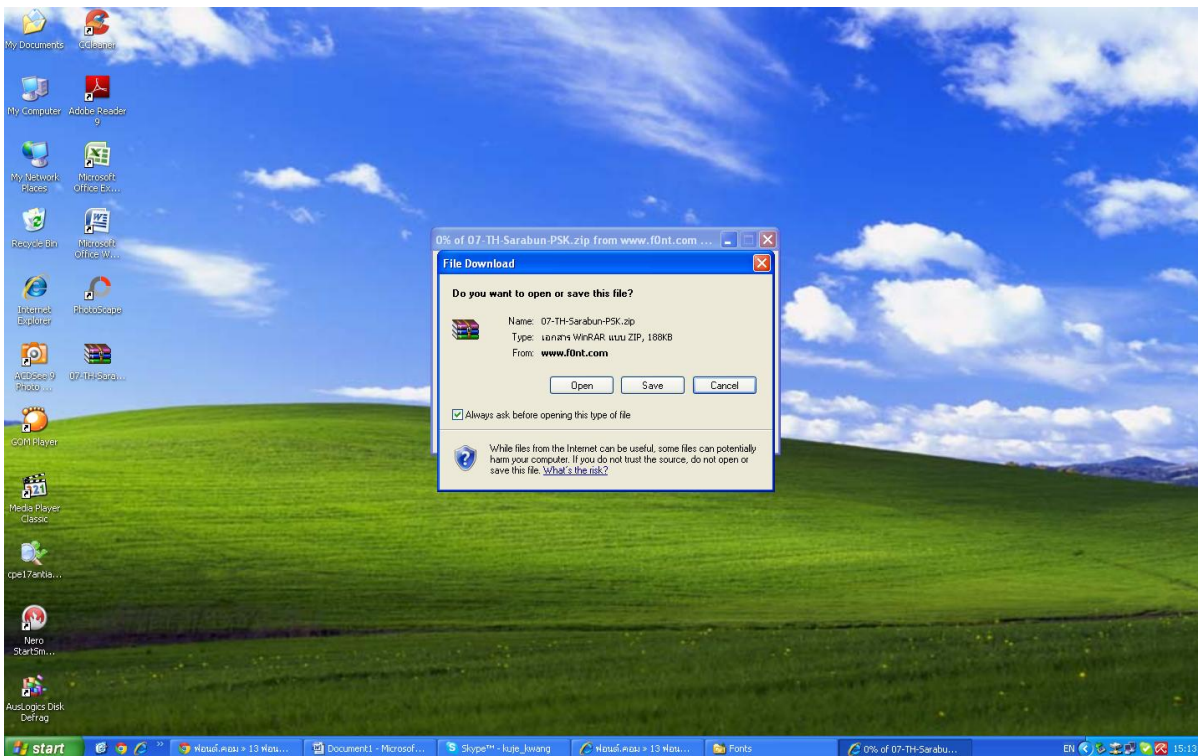 My Documents
CCleaner
My Computer
Adobe Reader 9
My Network Places
Microsoft Office Ex...
Recycle Bin
Microsoft Office W...
Internet Explorer
PhotoScape
ACDSee 9 Photo ...
07-TH-Sara...
GOM Player
Media Player Classic
cpe17antia...
Nero StartSm...
AusLogics Disk Defrag
0% of 07-TH-Sarabun-PSK.zip from www.f0nt.com ...
File Download
Do you want to open or save this file?
Name: 07-TH-Sarabun-PSK.zip
Type: เอกสาร WinRAR แบบ ZIP, 188KB
From: www.f0nt.com
Open
Save
Cancel
Always ask before opening this type of file
While files from the Internet can be useful, some files can potentially
harm your computer. If you do not trust the source, do not open or
save this file. What's the risk?
start
ฟอนต์.คอม » 13 ฟอน...
Document1 - Microsof...
Skype™ - kuje_kwang
ฟอนต์.คอม » 13 ฟอน...
Fonts
0% of 07-TH-Sarabu...
EN
15:13